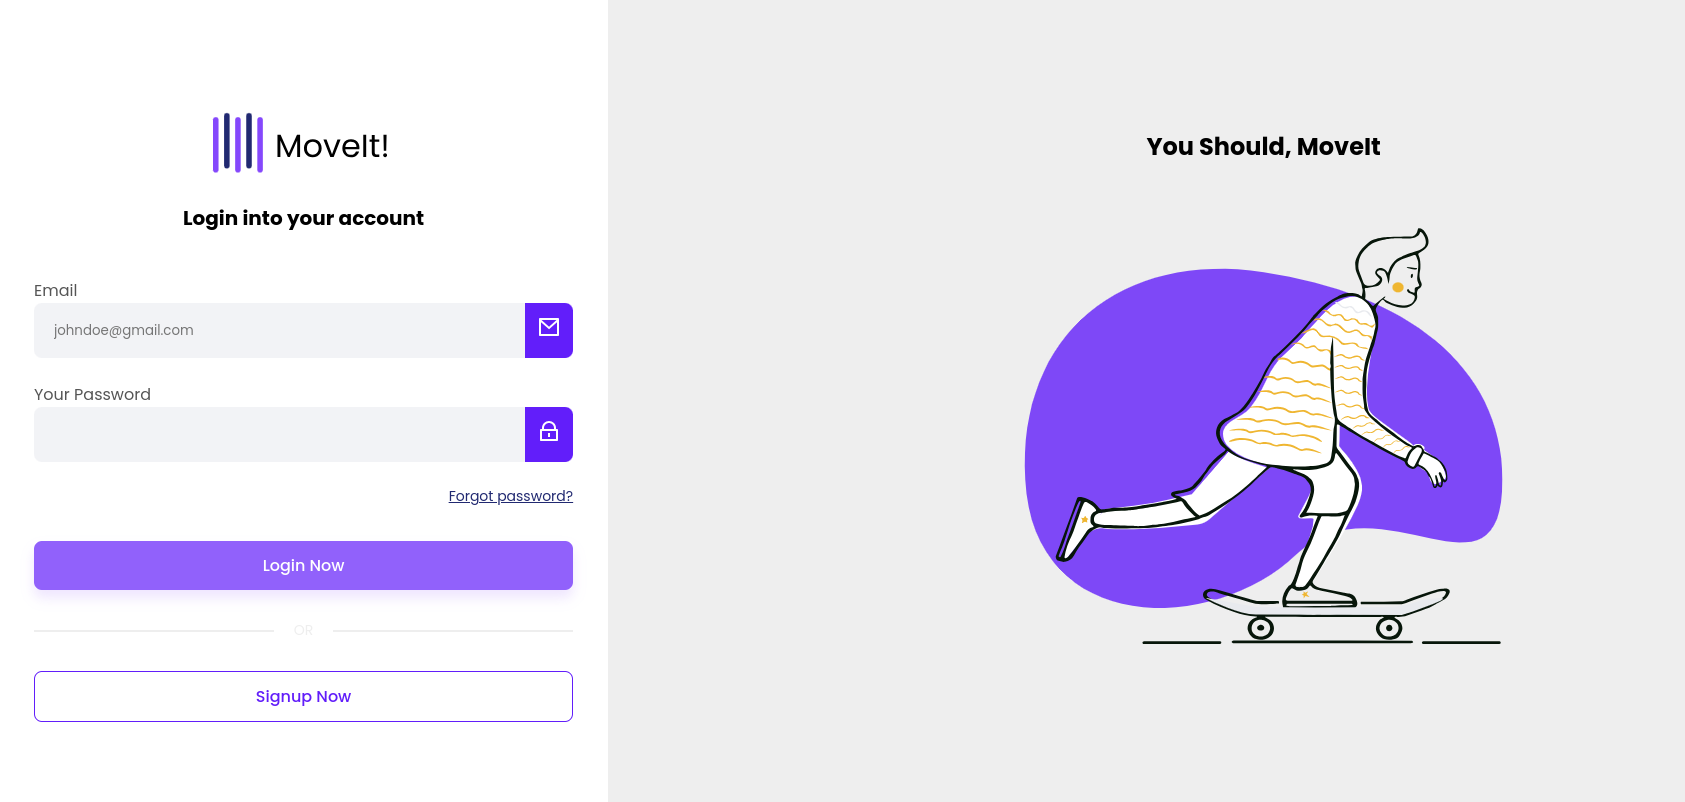 MoveIt!
Login into your account
Email
johndoe@gmail.com
Your Password
Forgot password?
Login Now
OR
Signup Now
You Should, MoveIt